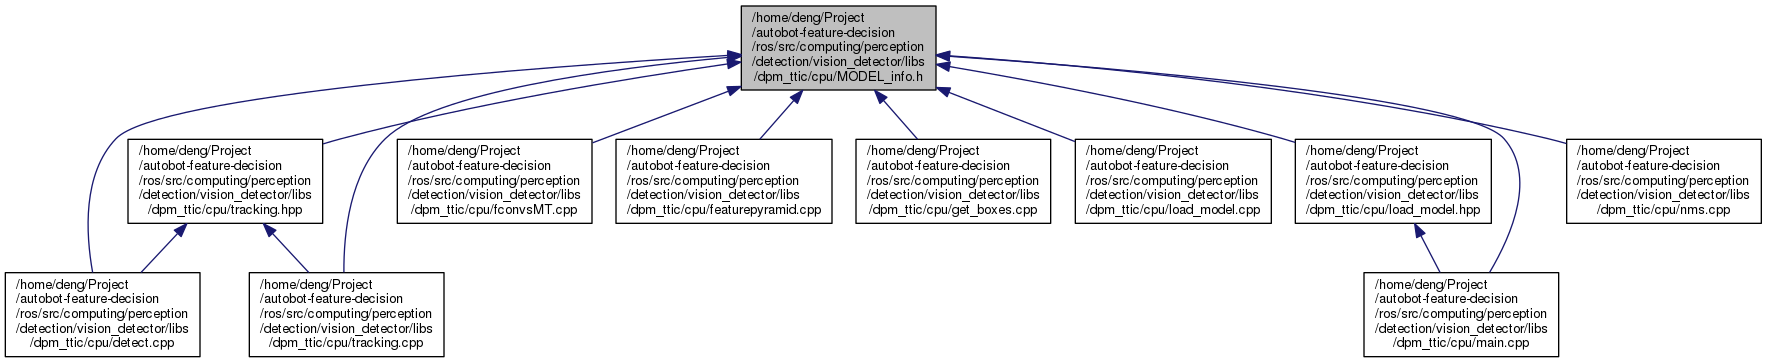 /home/deng/Project
/autobot-feature-decision
/ros/src/computing/perception
/detection/vision_detector/libs
/dpm_ttic/cpu/MODEL_info.h
/home/deng/Project
/autobot-feature-decision
/ros/src/computing/perception
/detection/vision_detector/libs
/dpm_ttic/cpu/tracking.hpp
/home/deng/Project
/autobot-feature-decision
/ros/src/computing/perception
/detection/vision_detector/libs
/dpm_ttic/cpu/fconvsMT.cpp
/home/deng/Project
/autobot-feature-decision
/ros/src/computing/perception
/detection/vision_detector/libs
/dpm_ttic/cpu/featurepyramid.cpp
/home/deng/Project
/autobot-feature-decision
/ros/src/computing/perception
/detection/vision_detector/libs
/dpm_ttic/cpu/get_boxes.cpp
/home/deng/Project
/autobot-feature-decision
/ros/src/computing/perception
/detection/vision_detector/libs
/dpm_ttic/cpu/load_model.cpp
/home/deng/Project
/autobot-feature-decision
/ros/src/computing/perception
/detection/vision_detector/libs
/dpm_ttic/cpu/load_model.hpp
/home/deng/Project
/autobot-feature-decision
/ros/src/computing/perception
/detection/vision_detector/libs
/dpm_ttic/cpu/nms.cpp
/home/deng/Project
/autobot-feature-decision
/ros/src/computing/perception
/detection/vision_detector/libs
/dpm_ttic/cpu/detect.cpp
/home/deng/Project
/autobot-feature-decision
/ros/src/computing/perception
/detection/vision_detector/libs
/dpm_ttic/cpu/tracking.cpp
/home/deng/Project
/autobot-feature-decision
/ros/src/computing/perception
/detection/vision_detector/libs
/dpm_ttic/cpu/main.cpp